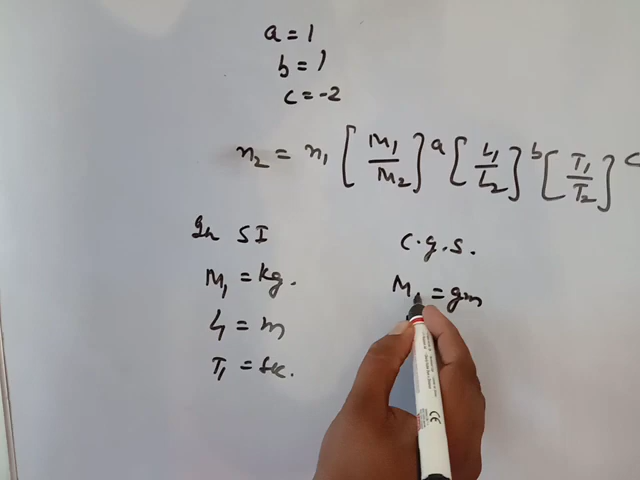 a = 1
b = 1
c = -2
n₂ = n₁ [M₁/M₂]ᵃ [L₁/L₂]ᵇ [T₁/T₂]ᶜ
In SI
M₁ = kg.
L₁ = m
T₁ = sec.
C.g.s.
M = gm
CE